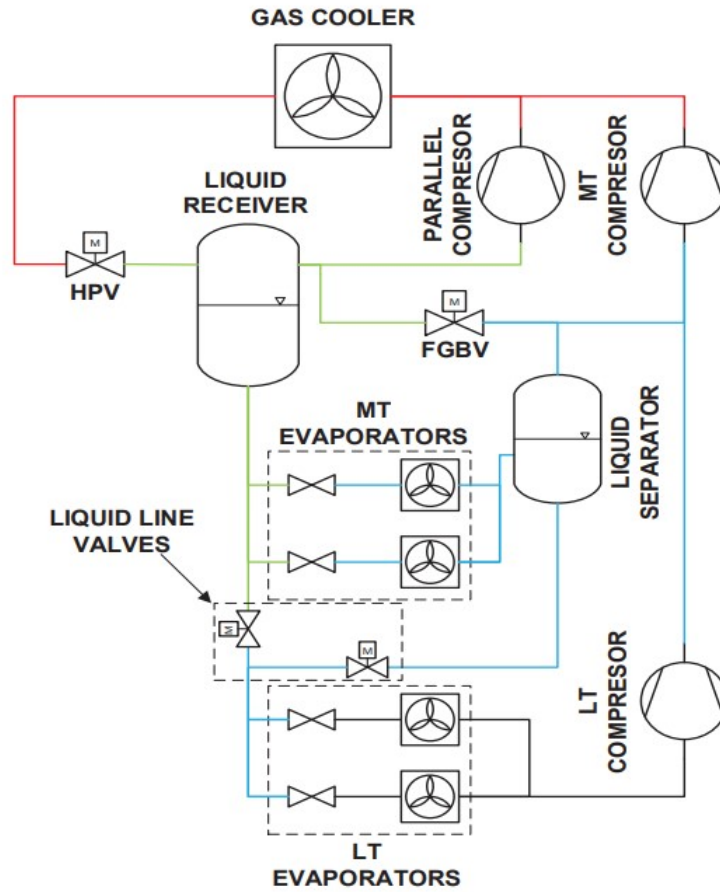 GAS COOLER
PARALLEL
COMPRESOR
MT
COMPRESOR
LIQUID
RECEIVER
M
HPV
M
FGBV
MT
EVAPORATORS
LIQUID
SEPARATOR
LIQUID LINE
VALVES
M
M
LT
COMPRESOR
LT
EVAPORATORS